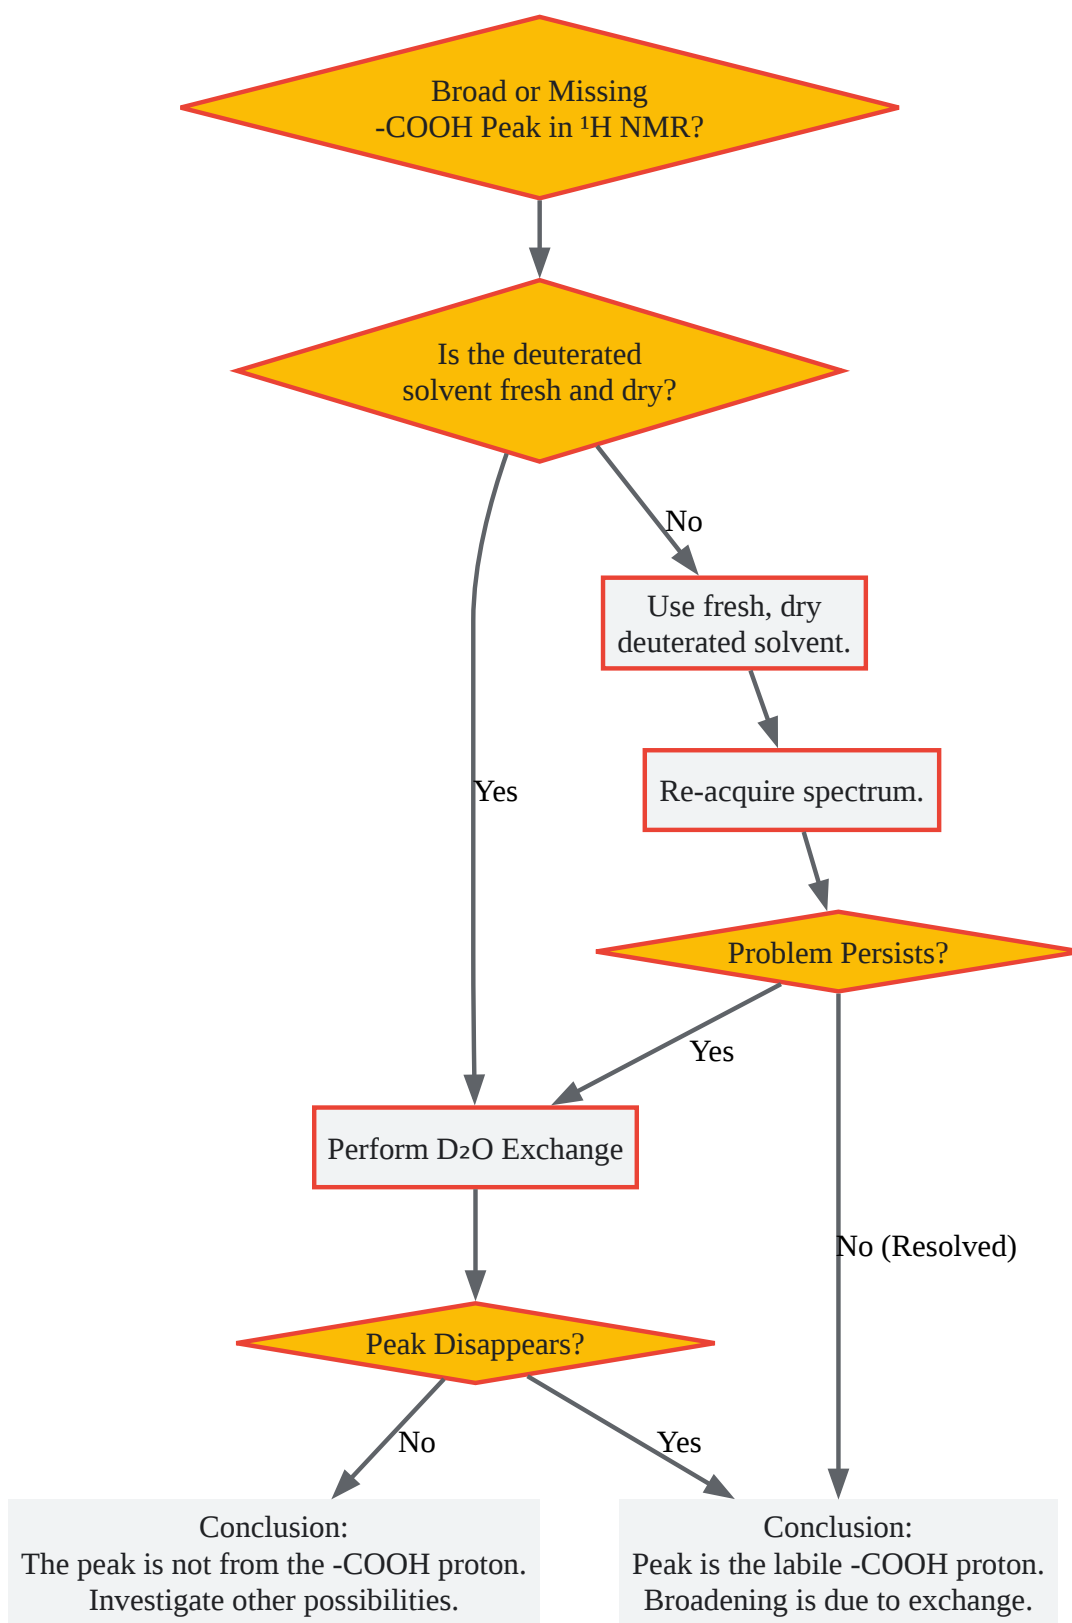 Broad or Missing
-COOH Peak in ¹H NMR?
Is the deuterated
solvent fresh and dry?
No
Use fresh, dry
deuterated solvent.
Yes
Re-acquire spectrum.
Problem Persists?
Yes
Perform D₂O Exchange
No (Resolved)
Peak Disappears?
No
Yes
Conclusion:
The peak is not from the -COOH proton.
Investigate other possibilities.
Conclusion:
Peak is the labile -COOH proton.
Broadening is due to exchange.